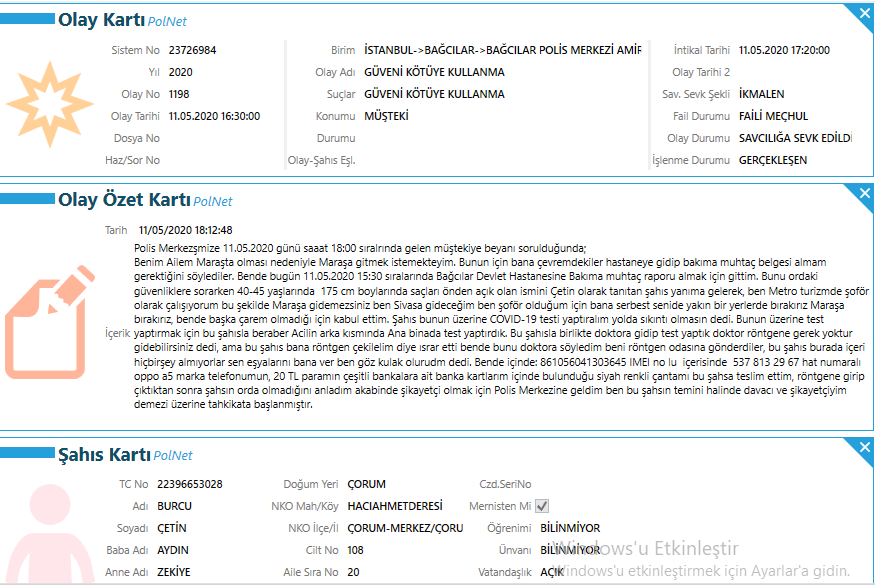 Olay Kartı PolNet
Sistem No 23726984 Birim İSTANBUL->BAĞCILAR->BAĞCILAR POLİS MERKEZİ AMİR İntikal Tarihi 11.05.2020 17:20:00
Yıl 2020 Olay Adı GÜVENİ KÖTÜYE KULLANMA Olay Tarihi 2
Olay No 1198 Suçlar GÜVENİ KÖTÜYE KULLANMA Sav. Sevk Şekli İKMALEN
Olay Tarihi 11.05.2020 16:30:00 Konumu MÜŞTEKİ Fail Durumu FAİLİ MEÇHUL
Dosya No Durumu Olay Durumu SAVCILIĞA SEVK EDİLDİ
Haz/Sor No Olay-Şahıs Eşl. İşlenme Durumu GERÇEKLEŞEN
Olay Özet Kartı PolNet
Tarih 11/05/2020 18:12:48
Polis Merkezşmize 11.05.2020 günü saaat 18:00 sıralrında gelen müştekiye beyanı sorulduğunda;
Benim Ailem Maraşta olması nedeniyle Maraşa gitmek istemekteyim. Bunun için bana çevremdekiler hastaneye gidip bakıma muhtaç belgesi almam
gerektiğini söylediler. Bende bugün 11.05.2020 15:30 sıralarında Bağcılar Devlet Hastanesine Bakıma muhtaç raporu almak için gittim. Bunu ordaki
güvenliklere sorarken 40-45 yaşlarında 175 cm boylarında saçları önden açık olan ismini Çetin olarak tanıtan şahıs yanıma gelerek, ben Metro turizmde şoför
olarak çalışıyorum bu şekilde Maraşa gidemezsiniz ben Sivasa gideceğim ben şoför olduğum için bana serbest senide yakın bir yerlerde bırakırız Maraşa
bırakırız, bende başka çarem olmadığı için kabul ettim. Şahıs bunun üzerine COVID-19 testi yaptıralım yolda sıkıntı olmasın dedi. Bunun üzerine test
İçerik yaptırmak için bu şahısla beraber Acilin arka kısmında Ana binada test yaptırdık. Bu şahısla birlikte doktora gidip test yaptık doktor röntgene gerek yoktur
gidebilirsiniz dedi, ama bu şahıs bana röntgen çekilelim diye ısrar etti bende bunu doktora söyledim beni röntgen odasına gönderdiler, bu şahıs burada içeri
hiçbirşey almıyorlar sen eşyalarını bana ver ben göz kulak olurudm dedi. Bende içinde: 861056041303645 IMEI no lu içerisinde 537 813 29 67 hat numaralı
oppo a5 marka telefonumun, 20 TL paramın çeşitli bankalara ait banka kartlarım içinde bulunduğu siyah renkli çantamı bu şahsa teslim ettim, röntgene girip
çıktıktan sonra şahsın orda olmadığını anladım akabinde şikayetçi olmak için Polis Merkezine geldim ben bu şahsın temini halinde davacı ve şikayetçiyim
demezi üzerine tahkikata başlanmıştır.
Şahıs Kartı PolNet
TC No 22396653028 Doğum Yeri ÇORUM Czd.SeriNo
Adı BURCU NKO Mah/Köy HACIAHMETDERESİ Mernisten Mi
Soyadı ÇETİN NKO İlçe/İl ÇORUM-MERKEZ/ÇORU Öğrenimi BİLİNMİYOR
Baba Adı AYDIN Cilt No 108 Ünvanı BİLİNMİYOR
Anne Adı ZEKİYE Aile Sıra No 20 Vatandaşlık AÇIK
Windows'u Etkinleştir
Windows'u etkinleştirmek için Ayarlar'a gidin.